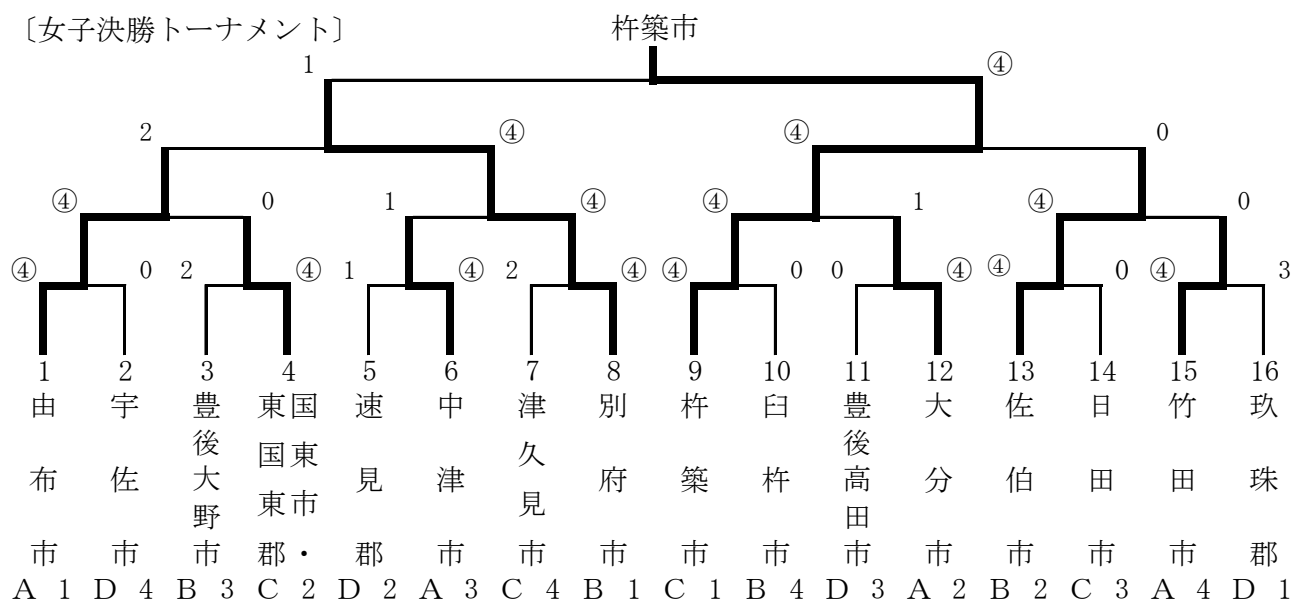 〔女子決勝トーナメント〕 杵築市
1 ④
2 ④ ④ 0
④ 0 1 ④ ④ 1 ④ 0
④ 0 2 ④ 1 ④ 2 ④ ④ 0 0 ④ ④ 0 ④ 3
1 2 3 4 5 6 7 8 9 10 11 12 13 14 15 16
由布市
宇佐市
豊後大野市
国東市・
東国東郡
速見郡
中津市
津久見市
別府市
杵築市
臼杵市
豊後高田市
大分市
佐伯市
日田市
竹田市
玖珠郡
A 1 D 4 B 3 C 2 D 2 A 3 C 4 B 1 C 1 B 4 D 3 A 2 B 2 C 3 A 4 D 1